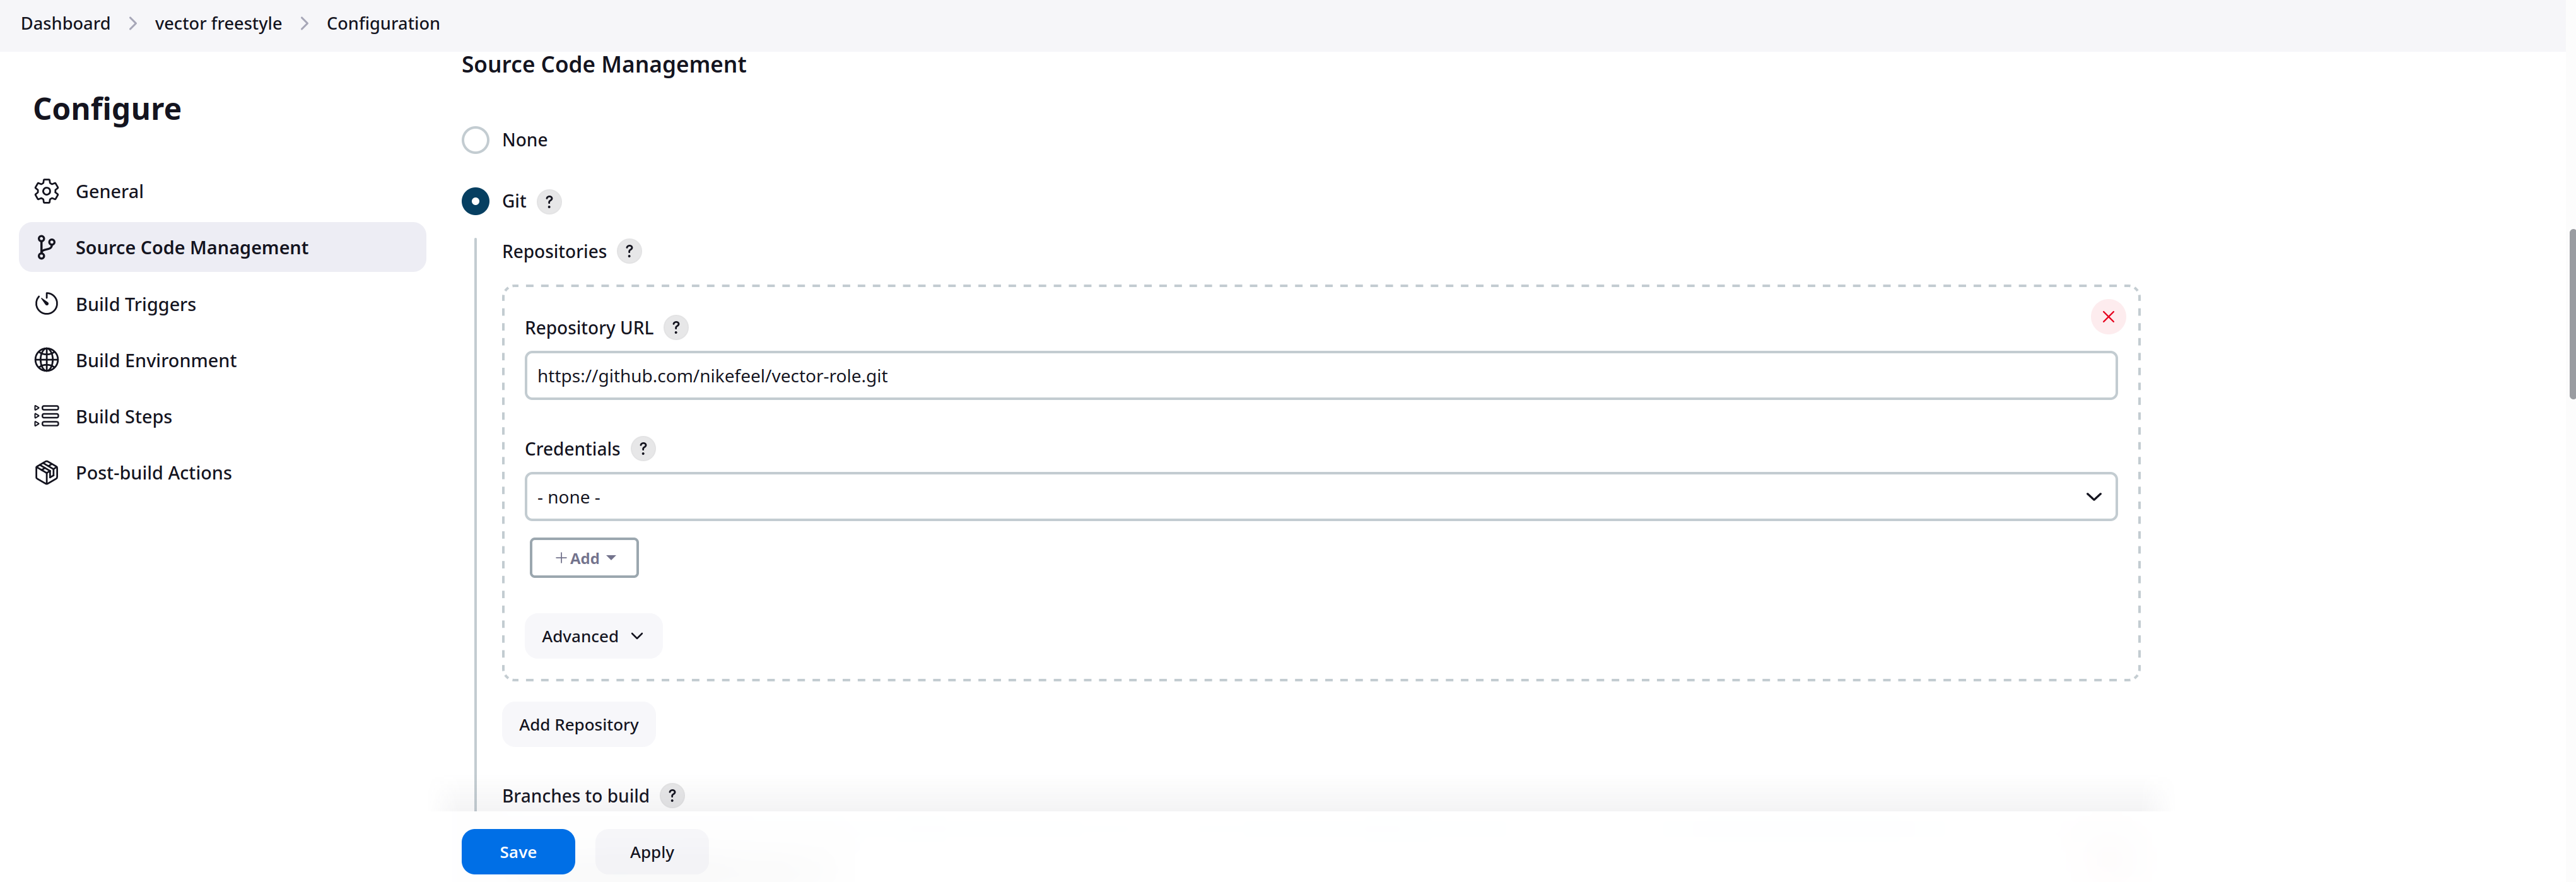 Dashboard > vector freestyle > Configuration
Configure
General
Source Code Management
Build Triggers
Build Environment
Build Steps
Post-build Actions
Source Code Management
None
Git ?
Repositories ?
Repository URL ?
https://github.com/nikefeel/vector-role.git
Credentials ?
- none -
+ Add
Advanced
Add Repository
Branches to build ?
Save Apply